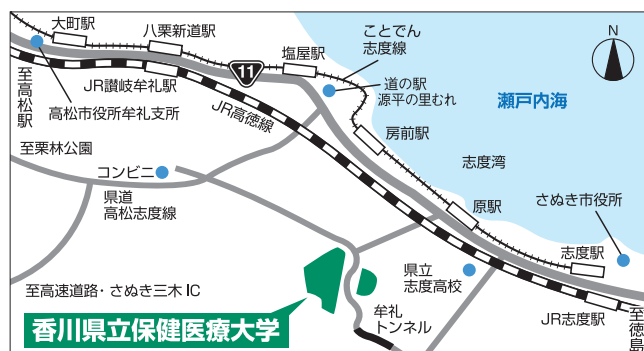 大町駅
八栗新道駅
塩屋駅
ことでん
志度線
N
11
至高松駅
高松市役所牟礼支所
JR讃岐牟礼駅
JR高徳線
道の駅
源平の里むれ
瀬戸内海
房前駅
至栗林公園
コンビニ
志度湾
県道
高松志度線
原駅
さぬき市役所
志度駅
県立
志度高校
至高速道路・さぬき三木IC
香川県立保健医療大学
牟礼
トンネル
JR志度駅
至徳島